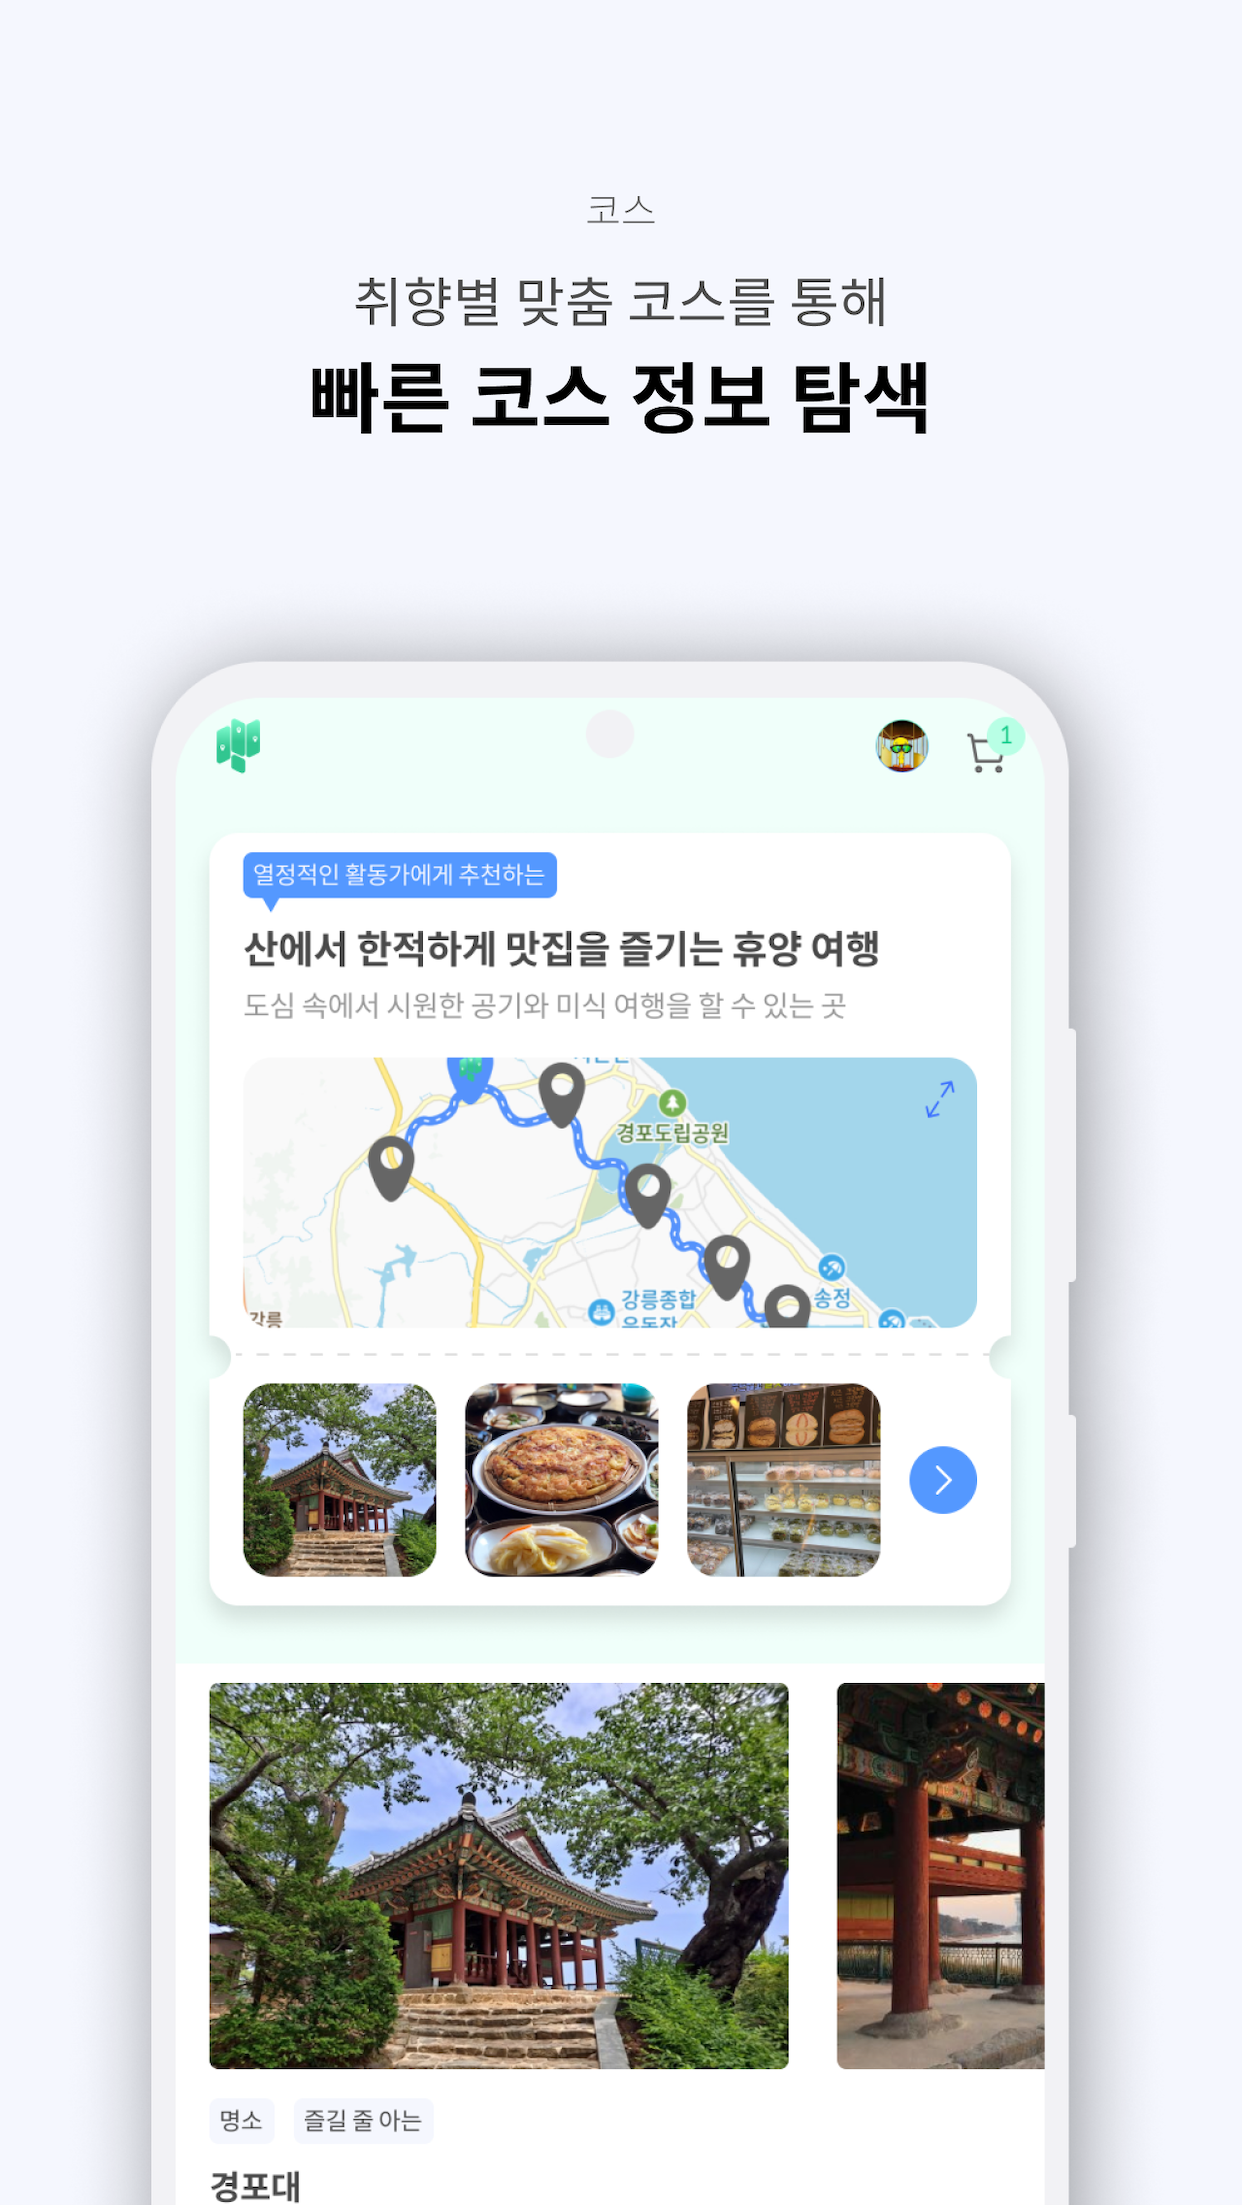 코스
취향별 맞춤 코스를 통해
빠른 코스 정보 탐색
1
열정적인 활동가에게 추천하는
산에서 한적하게 맛집을 즐기는 휴양 여행
도심 속에서 시원한 공기와 미식 여행을 할 수 있는 곳
경포도립공원
강릉종합
운동장
송정
강릉
명소
즐길 줄 아는
경포대